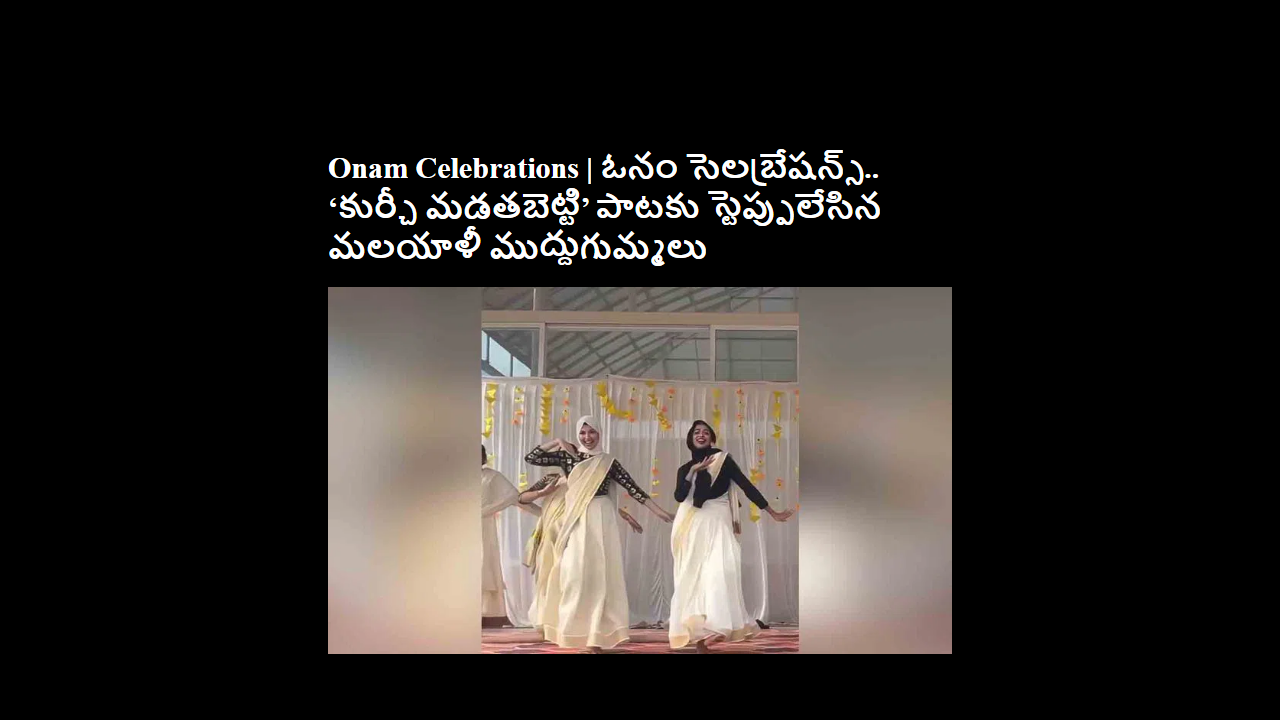 Onam Celebrations | ఓనం సెలబ్రేషన్స్..
‘కుర్చీ మడతబెట్టి’ పాటకు స్టెప్పులేసిన
మలయాళీ ముద్దుగుమ్మలు